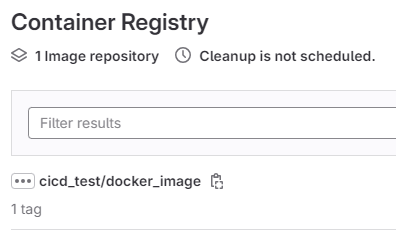 Container Registry
1 Image repository Cleanup is not scheduled.
Filter results
cicd_test/docker_image
1 tag